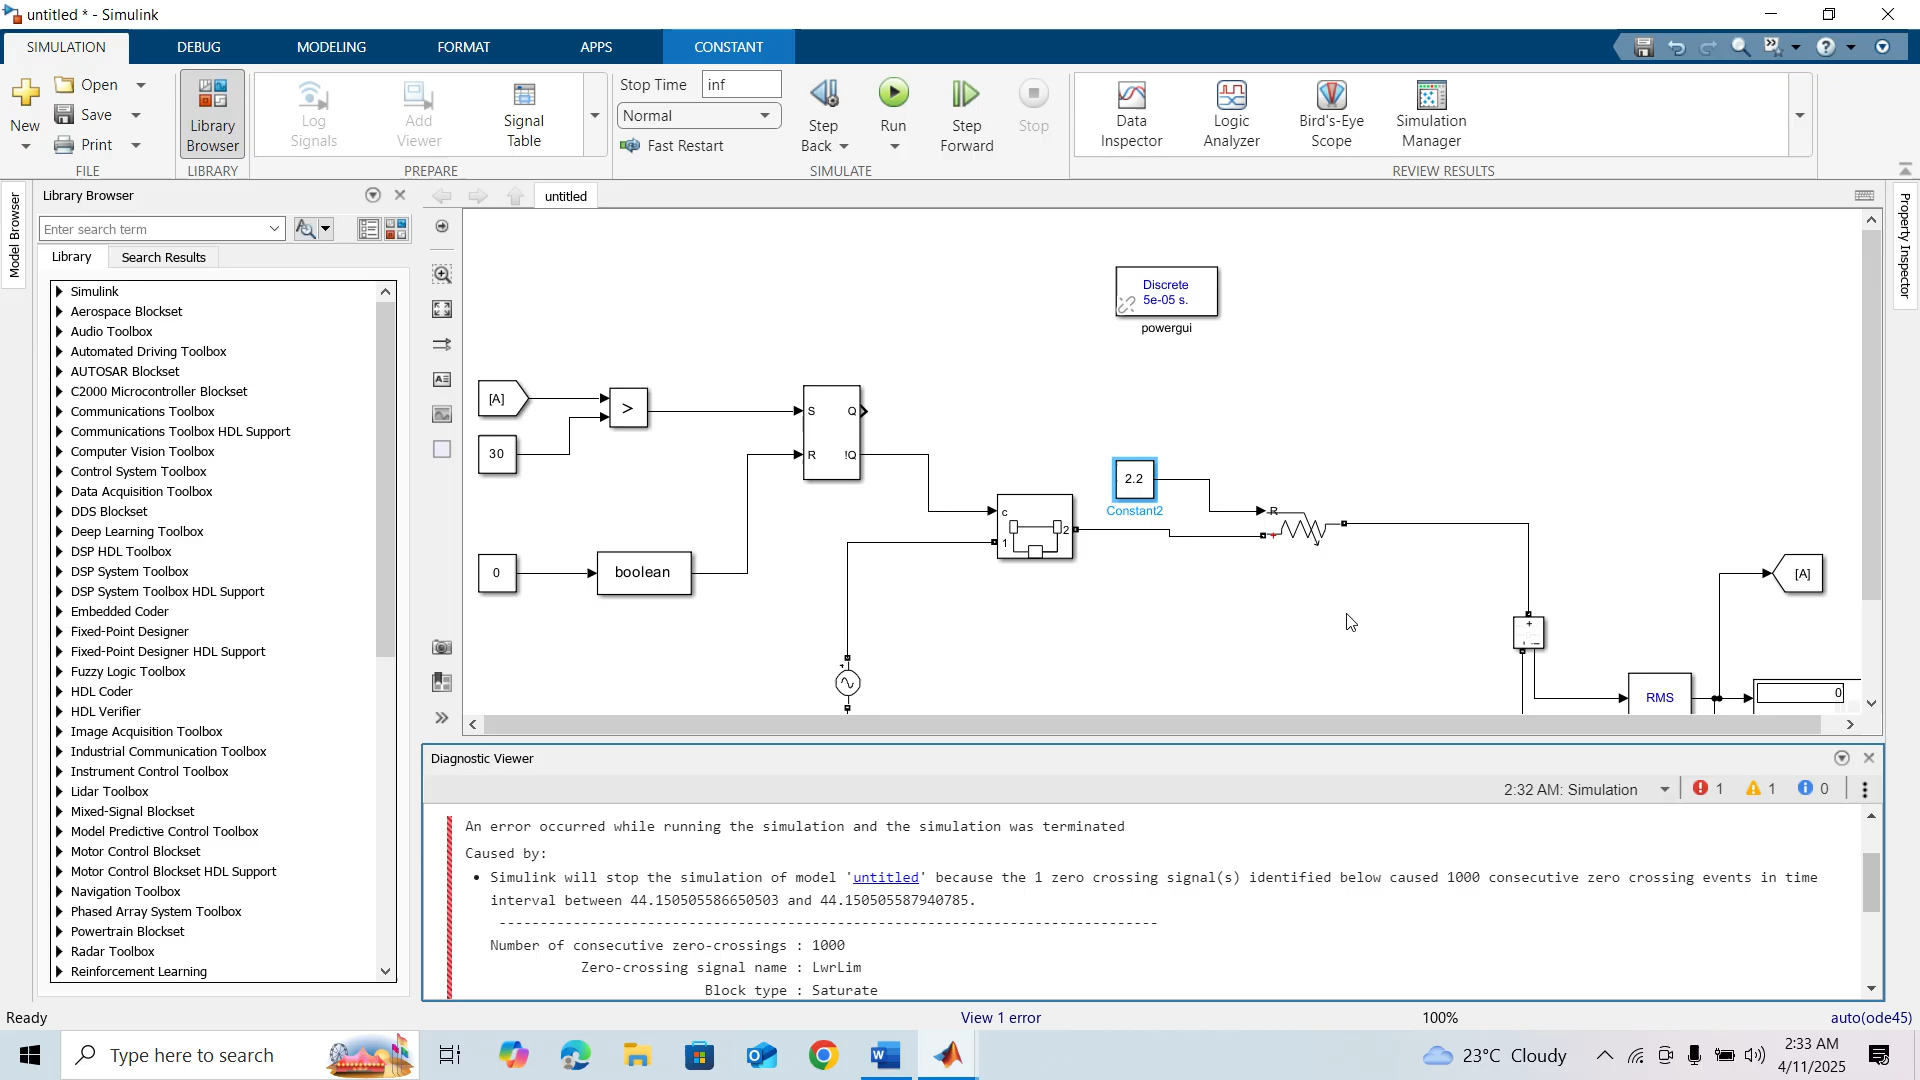 untitled * - Simulink
SIMULATION DEBUG MODELING FORMAT APPS CONSTANT
New
Open
Save
Print
FILE
Library
Browser
LIBRARY
Log
Signals
Add
Viewer
Signal
Table
PREPARE
Stop Time inf
Normal
Fast Restart
Step
Back
Run
Step
Forward
Stop
SIMULATE
Data
Inspector
Logic
Analyzer
Bird's-Eye
Scope
Simulation
Manager
REVIEW RESULTS
Model Browser
Library Browser
Enter search term
Library Search Results
Simulink
Aerospace Blockset
Audio Toolbox
Automated Driving Toolbox
AUTOSAR Blockset
C2000 Microcontroller Blockset
Communications Toolbox
Communications Toolbox HDL Support
Computer Vision Toolbox
Control System Toolbox
Data Acquisition Toolbox
DDS Blockset
Deep Learning Toolbox
DSP HDL Toolbox
DSP System Toolbox
DSP System Toolbox HDL Support
Embedded Coder
Fixed-Point Designer
Fixed-Point Designer HDL Support
Fuzzy Logic Toolbox
HDL Coder
HDL Verifier
Image Acquisition Toolbox
Industrial Communication Toolbox
Instrument Control Toolbox
Lidar Toolbox
Mixed-Signal Blockset
Model Predictive Control Toolbox
Motor Control Blockset
Motor Control Blockset HDL Support
Navigation Toolbox
Phased Array System Toolbox
Powertrain Blockset
Radar Toolbox
Reinforcement Learning
untitled
Property Inspector
Discrete
5e-05 s.
powergui
[A]
>
30
S Q
R !Q
0
boolean
c
1
2
2.2
Constant2
R
+
[A]
+
−
RMS
0
Diagnostic Viewer
2:32 AM: Simulation 1 1 0
An error occurred while running the simulation and the simulation was terminated
Caused by:
• Simulink will stop the simulation of model 'untitled' because the 1 zero crossing signal(s) identified below caused 1000 consecutive zero crossing events in time
interval between 44.150505586650503 and 44.150505587940785.
--------------------------------------------------------------------------------
Number of consecutive zero-crossings : 1000
Zero-crossing signal name : LwrLim
Block type : Saturate
Ready View 1 error 100% auto(ode45)
Type here to search
23°C Cloudy
2:33 AM
4/11/2025